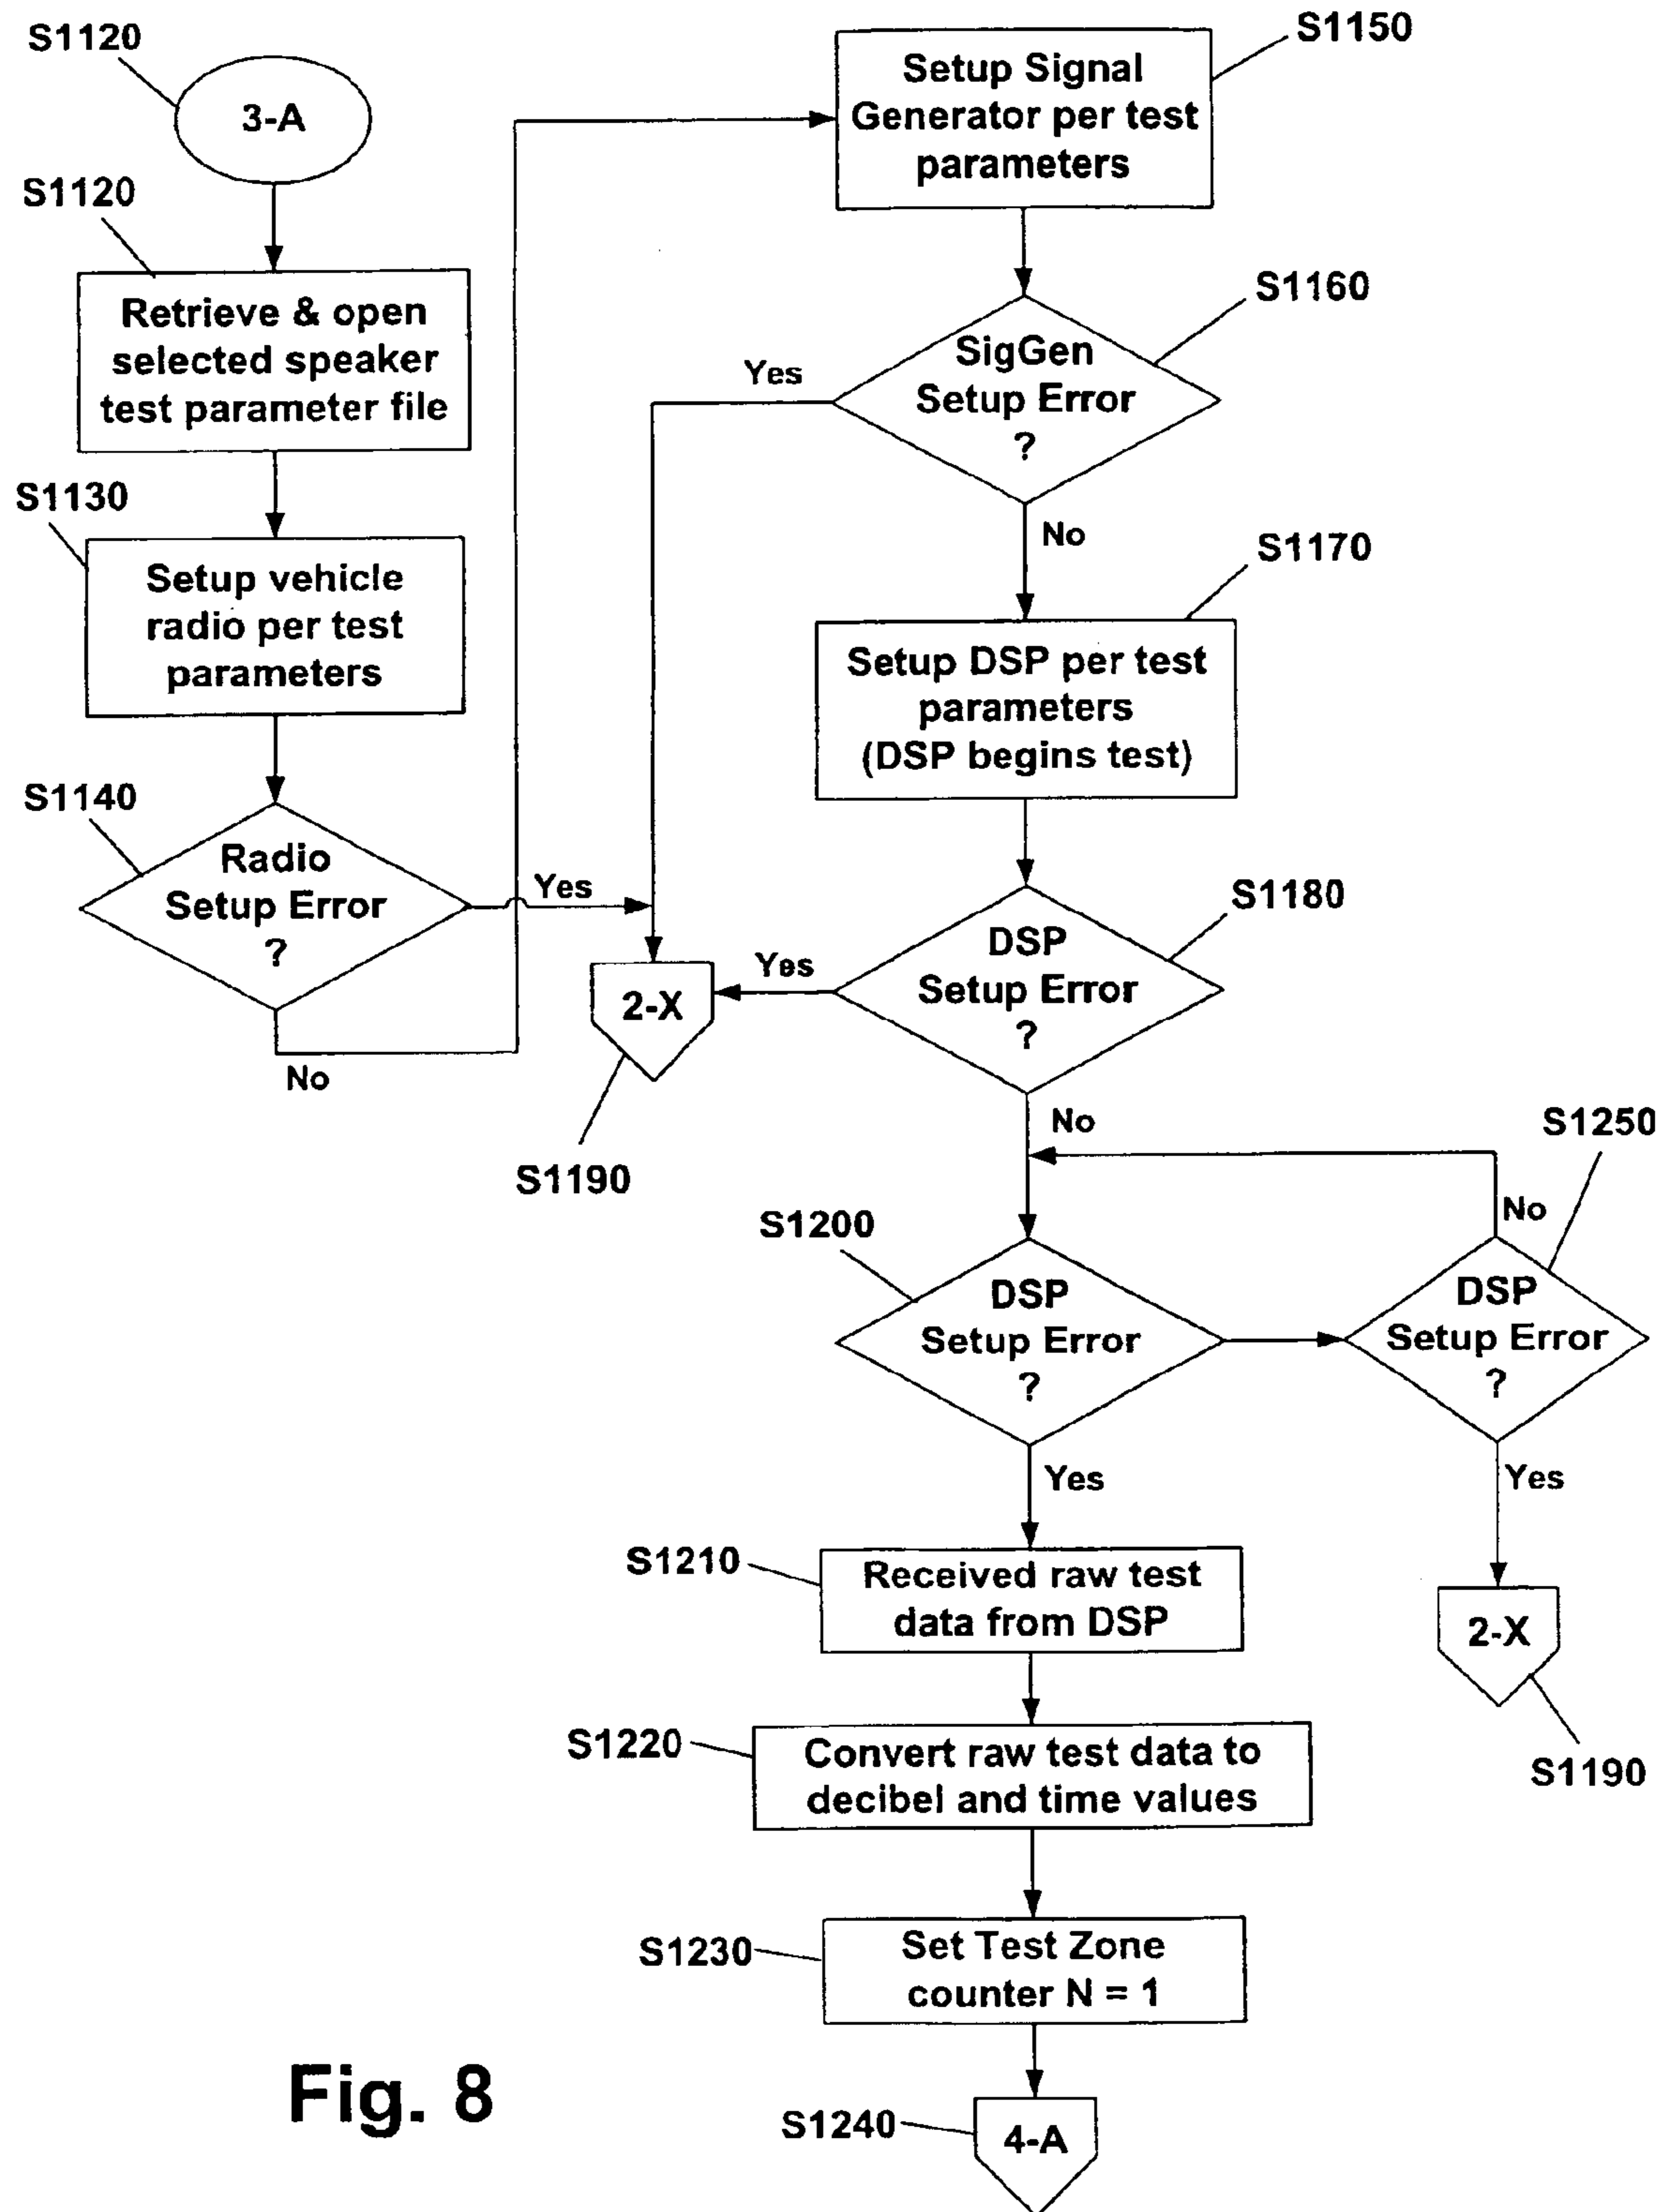 S1120
3-A
S1120
Retrieve & open
selected speaker
test parameter file
S1130
Setup vehicle
radio per test
parameters
S1140
Radio
Setup Error
?
Yes
No
S1150
Setup Signal
Generator per test
parameters
S1160
SigGen
Setup Error
?
Yes
No
S1170
Setup DSP per test
parameters
(DSP begins test)
S1180
DSP
Setup Error
?
Yes
2-X
S1190
No
S1200
DSP
Setup Error
?
S1250
No
DSP
Setup Error
?
Yes
Yes
2-X
S1190
S1210
Received raw test
data from DSP
S1220
Convert raw test data to
decibel and time values
S1230
Set Test Zone
counter N = 1
S1240
4-A
Fig. 8